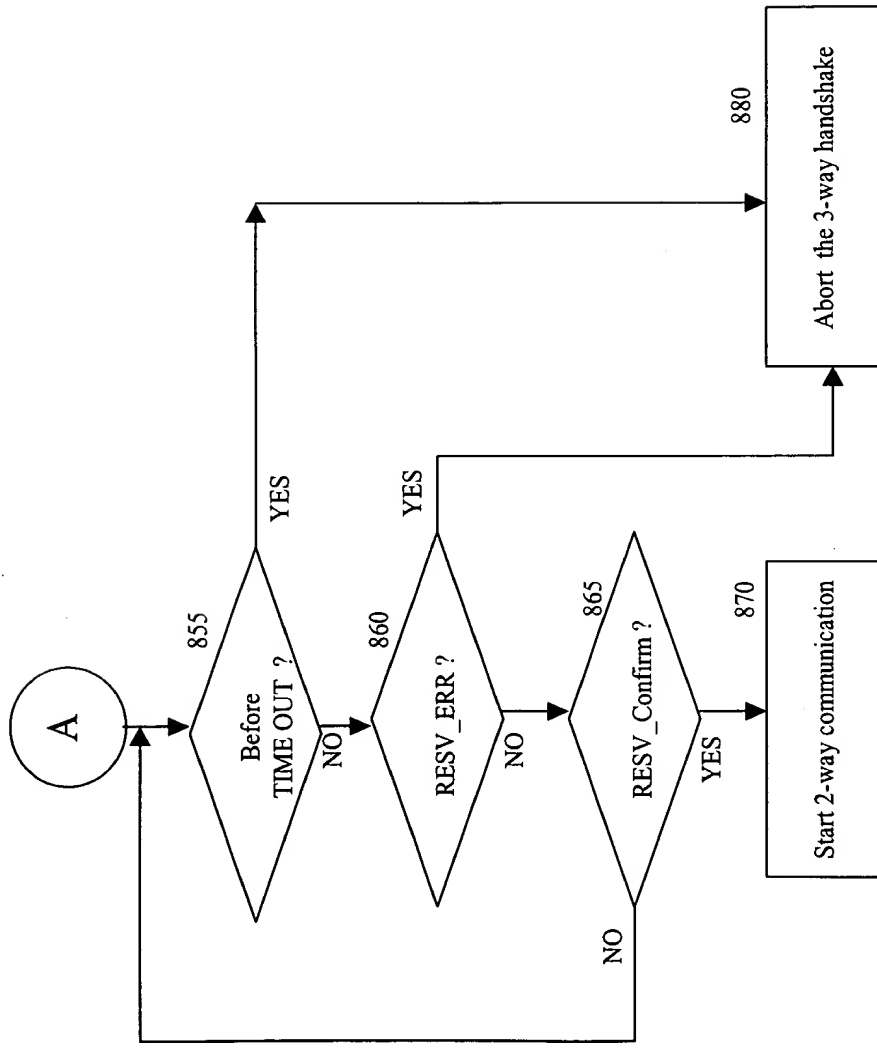 A
855
Before
TIME OUT ?
YES
NO
860
RESV_ERR ?
YES
NO
865
RESV_Confirm ?
NO
YES
870
Start 2-way communication
880
Abort the 3-way handshake